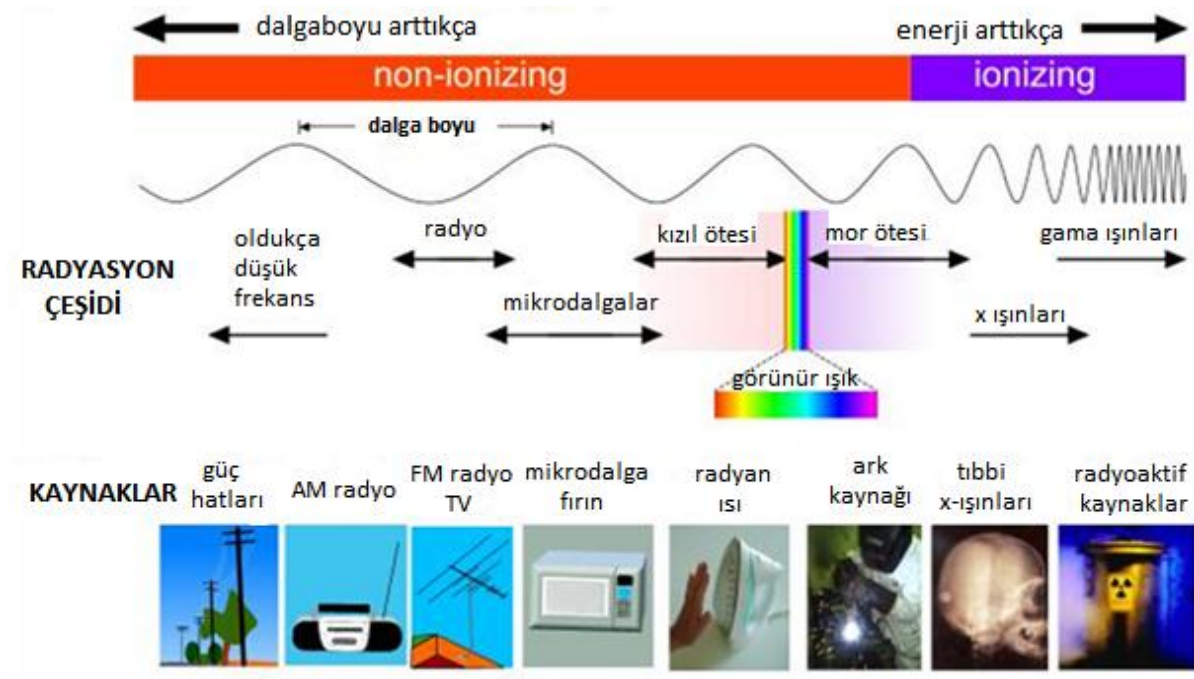 dalgaboyu arttıkça
enerji arttıkça
non-ionizing
ionizing
dalga boyu
RADYASYON
ÇEŞİDİ
oldukça
düşük
frekans
radyo
mikrodalgalar
kızıl ötesi
mor ötesi
gama ışınları
x ışınları
görünür ışık
KAYNAKLAR
güç
hatları
AM radyo
FM radyo
TV
mikrodalga
fırın
radyan
ısı
ark
kaynağı
tıbbi
x-ışınları
radyoaktif
kaynaklar